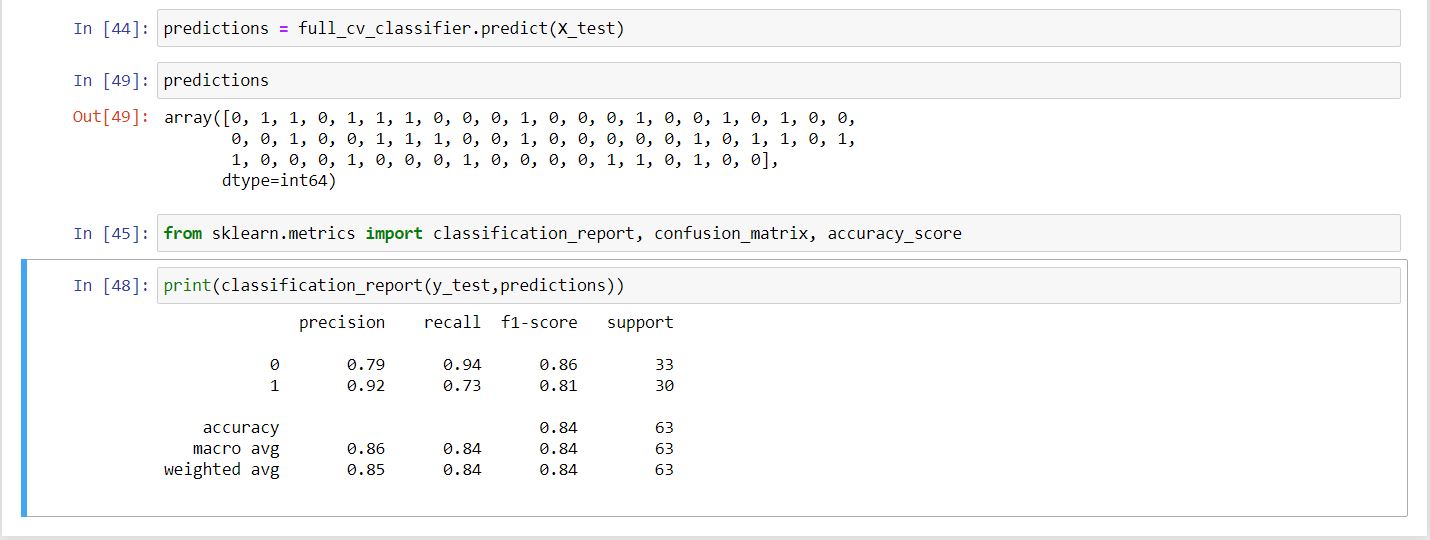 In [44]: predictions = full_cv_classifier.predict(X_test)
In [49]: predictions
Out[49]: array([0, 1, 1, 0, 1, 1, 1, 0, 0, 0, 1, 0, 0, 0, 1, 0, 0, 1, 0, 1, 0, 0,
0, 0, 1, 0, 0, 1, 1, 1, 0, 0, 1, 0, 0, 0, 0, 0, 1, 0, 1, 1, 0, 1,
1, 0, 0, 0, 1, 0, 0, 0, 1, 0, 0, 0, 0, 1, 1, 0, 1, 0, 0],
dtype=int64)
In [45]: from sklearn.metrics import classification_report, confusion_matrix, accuracy_score
In [48]: print(classification_report(y_test,predictions))
precision recall f1-score support
0 0.79 0.94 0.86 33
1 0.92 0.73 0.81 30
accuracy 0.84 63
macro avg 0.86 0.84 0.84 63
weighted avg 0.85 0.84 0.84 63